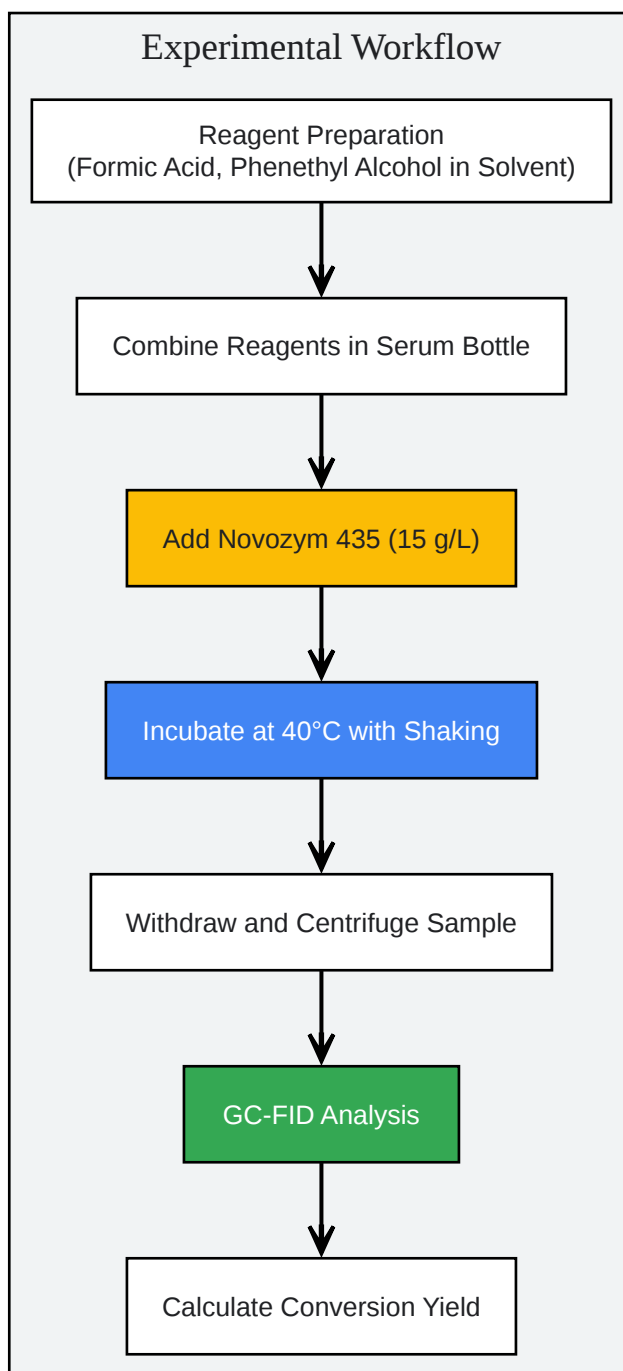 Experimental Workflow
Reagent Preparation
(Formic Acid, Phenethyl Alcohol in Solvent)
Combine Reagents in Serum Bottle
Add Novozym 435 (15 g/L)
Incubate at 40°C with Shaking
Withdraw and Centrifuge Sample
GC-FID Analysis
Calculate Conversion Yield